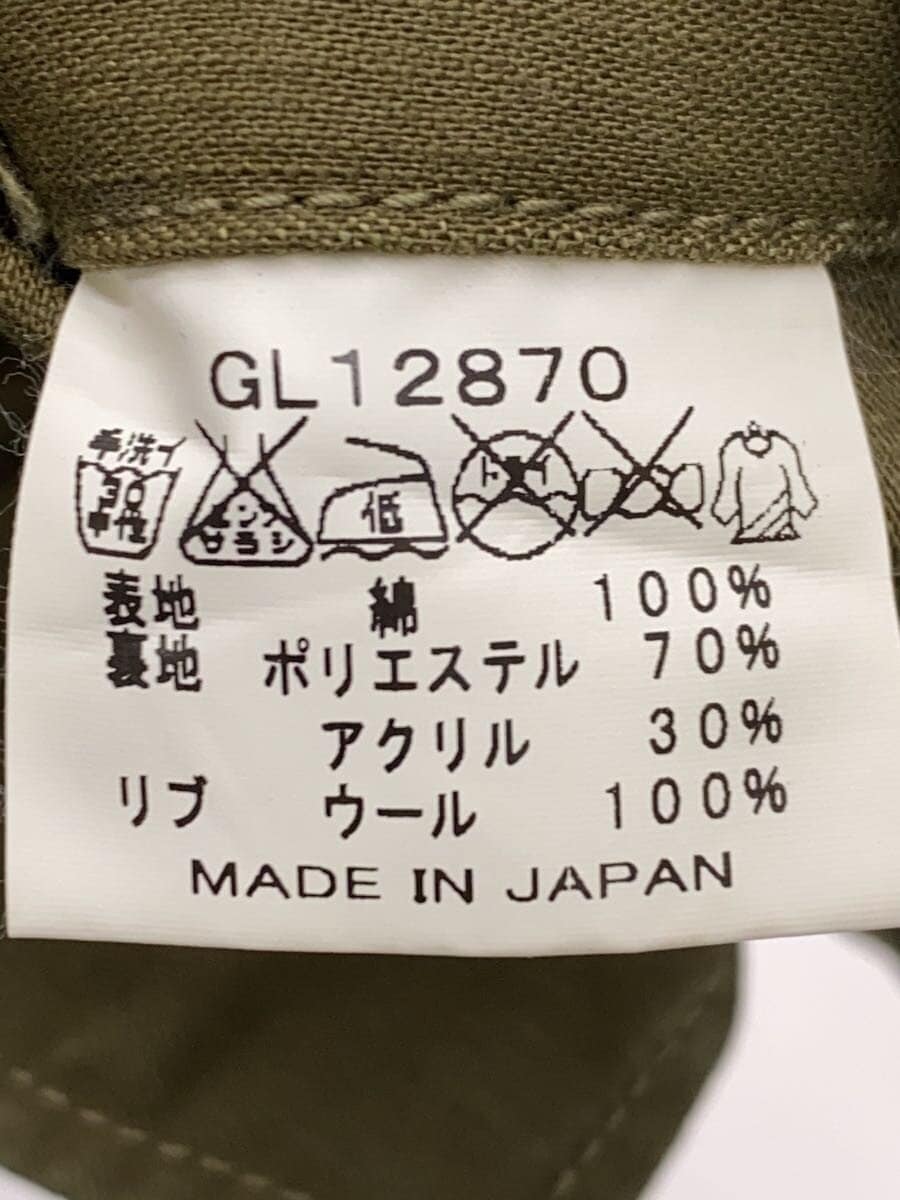 GL12870
手洗イ
30
中性
エンソ
サラシ
低
ドライ
表地 綿 100%
裏地 ポリエステル 70%
アクリル 30%
リブ ウール 100%
MADE IN JAPAN